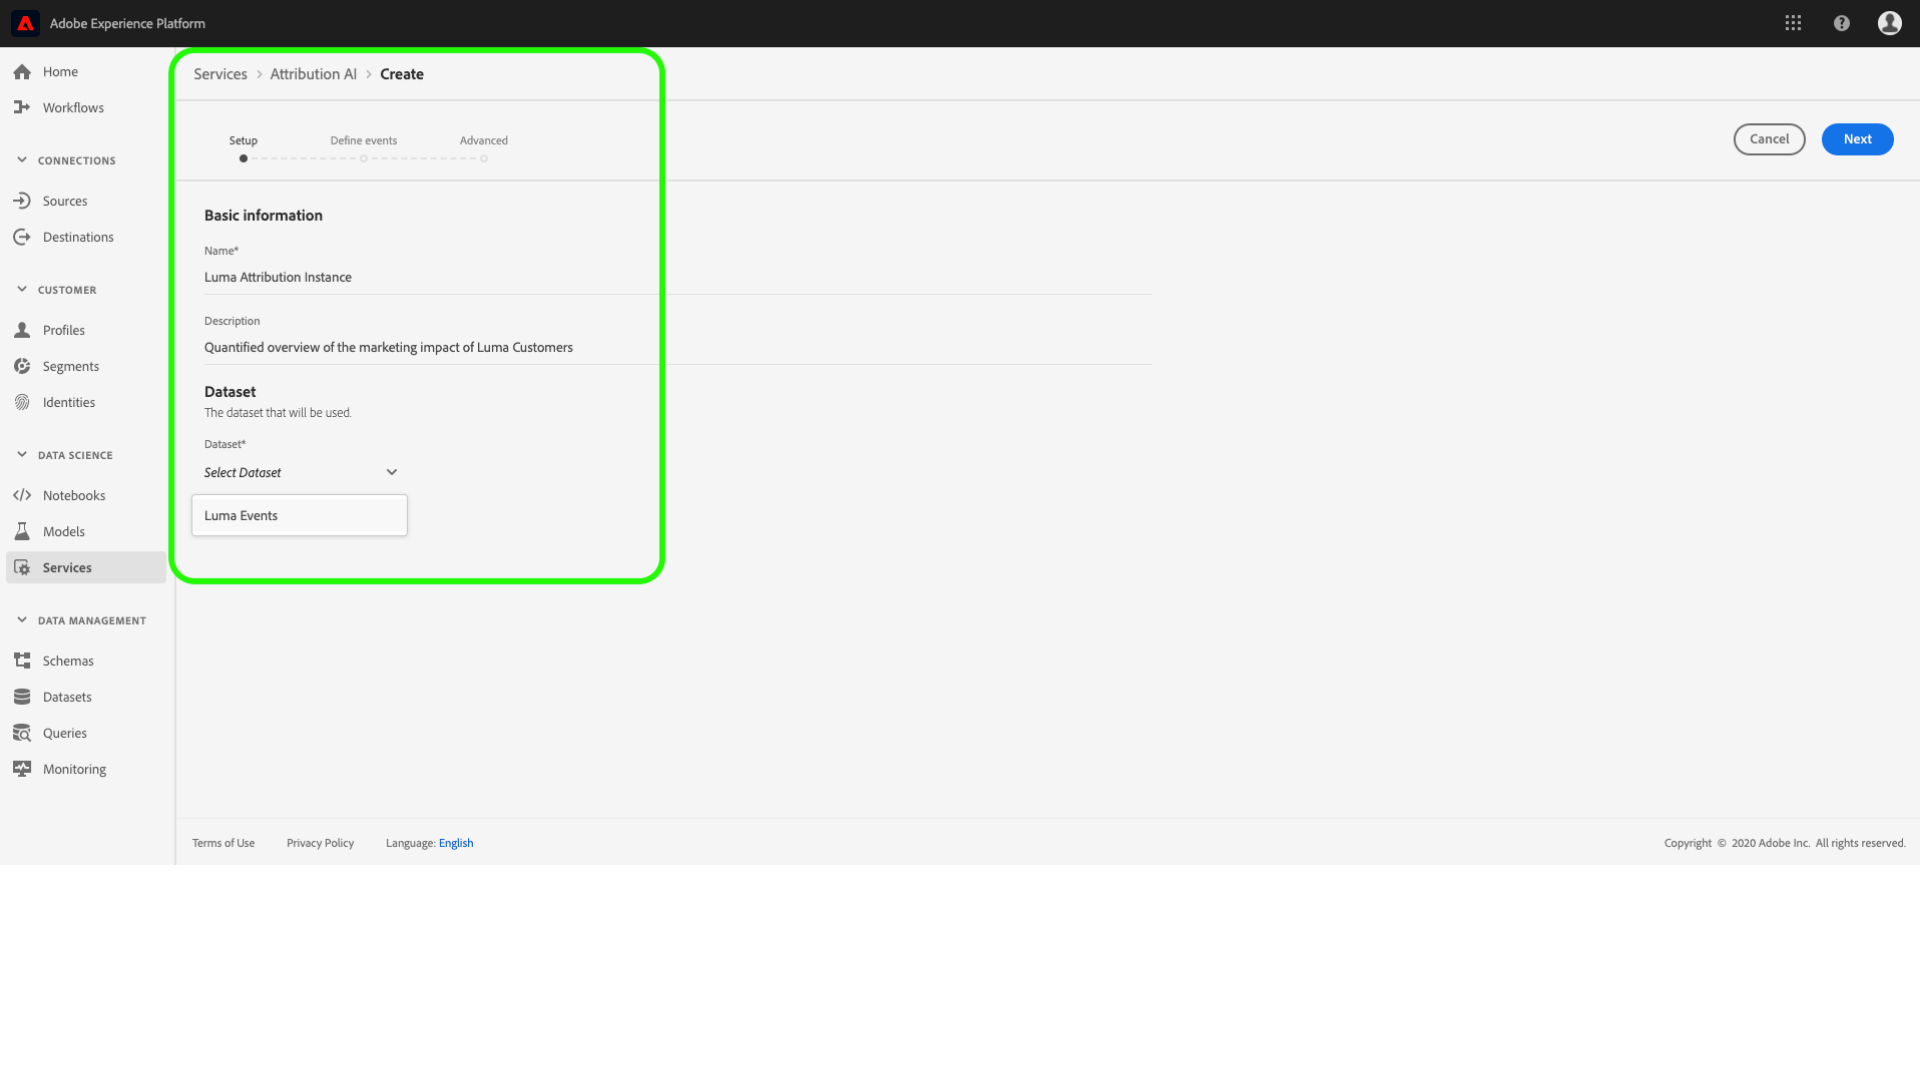 Adobe Experience Platform
Home
Workflows
CONNECTIONS
Sources
Destinations
CUSTOMER
Profiles
Segments
Identities
DATA SCIENCE
Notebooks
Models
Services
DATA MANAGEMENT
Schemas
Datasets
Queries
Monitoring
Services > Attribution AI > Create
Setup Define events Advanced
Cancel Next
Basic information
Name*
Luma Attribution Instance
Description
Quantified overview of the marketing impact of Luma Customers
Dataset
The dataset that will be used.
Dataset*
Select Dataset
Luma Events
Terms of Use Privacy Policy Language: English Copyright © 2020 Adobe Inc. All rights reserved.